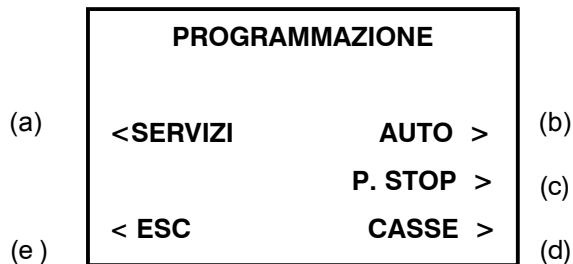 PROGRAMMAZIONE
(a) <SERVIZI AUTO > (b)
P. STOP > (c)
(e ) < ESC CASSE > (d)